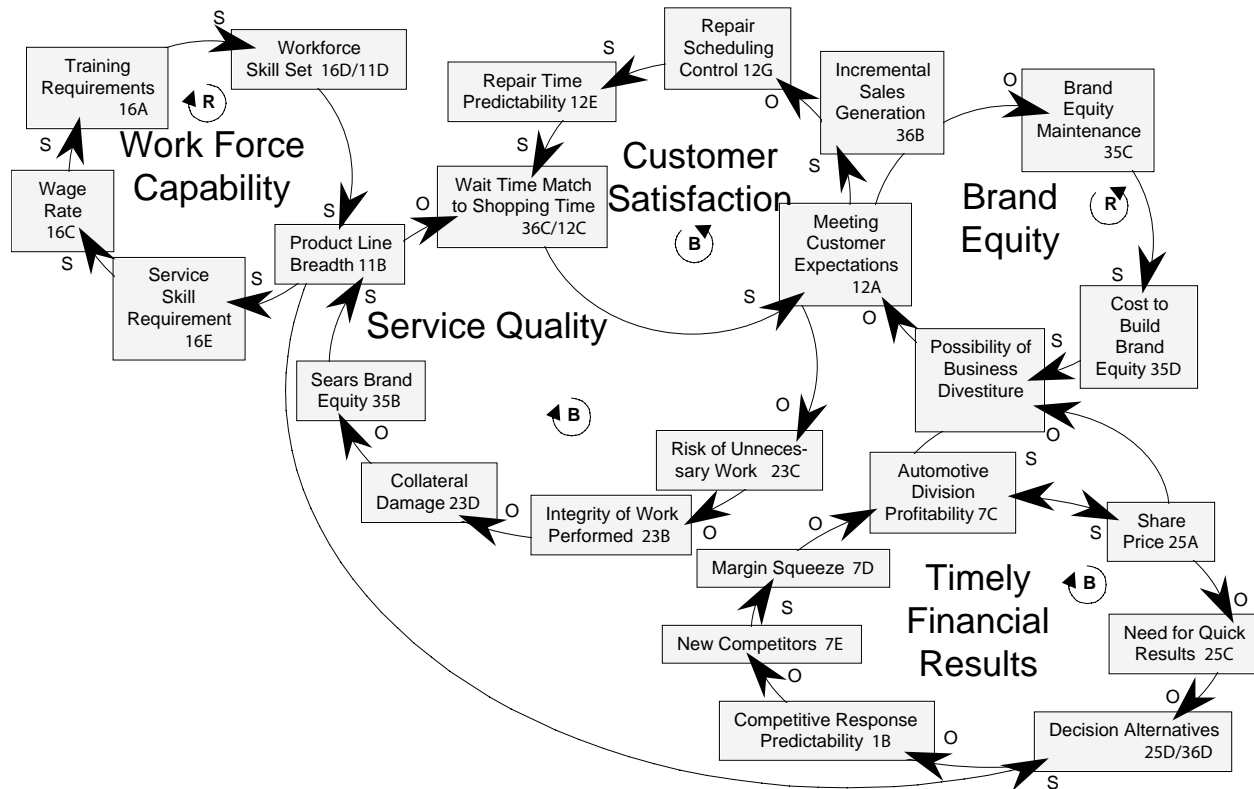 S
Workforce
Skill Set 16D/11D
Training
Requirements
16A
R
S
Work Force
Capability
Wage
Rate
16C
S
Service
Skill
Requirement
16E
S
S
Product Line
Breadth 11B
O
S
Repair
Scheduling
Control 12G
S
Repair Time
Predictability 12E
O
S
Wait Time Match
to Shopping Time
36C/12C
Customer
Satisfaction
B
Incremental
Sales
Generation
36B
S
O
Brand
Equity
Maintenance
35C
R
Brand
Equity
S
Meeting
Customer
Expectations
12A
S
O
Cost to
Build
Brand
Equity 35D
S
Possibility of
Business
Divestiture
O
Service Quality
B
Sears Brand
Equity 35B
O
Collateral
Damage 23D
O
Integrity of Work
Performed 23B
O
Risk of Unneces-
sary Work 23C
O
Automotive
Division
Profitability 7C
S
S
Share
Price 25A
O
Margin Squeeze 7D
S
New Competitors 7E
O
Timely
Financial
Results
B
O
Need for Quick
Results 25C
O
Competitive Response
Predictability 1B
O
Decision Alternatives
25D/36D
S